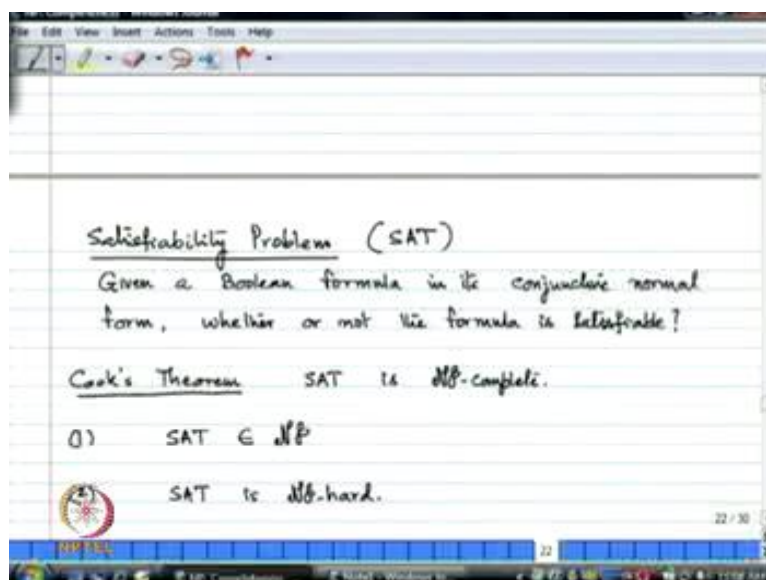 File Edit View Insert Actions Tools Help
Satisfiability Problem (SAT)
Given a Boolean formula in its conjunctive normal
form, whether or not the formula is satisfiable?
Cook's Theorem SAT is NP-complete.
(1) SAT ∈ NP
(2) SAT is NP-hard.
22 / 30
NPTEL
22